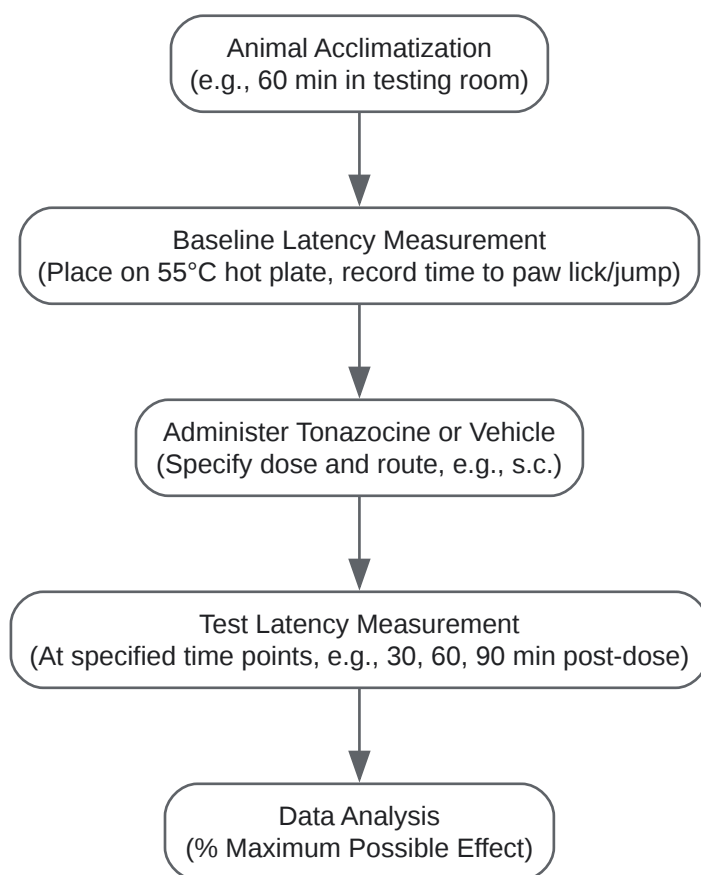 Animal Acclimatization
(e.g., 60 min in testing room)
Baseline Latency Measurement
(Place on 55°C hot plate, record time to paw lick/jump)
Administer Tonazocine or Vehicle
(Specify dose and route, e.g., s.c.)
Test Latency Measurement
(At specified time points, e.g., 30, 60, 90 min post-dose)
Data Analysis
(% Maximum Possible Effect)